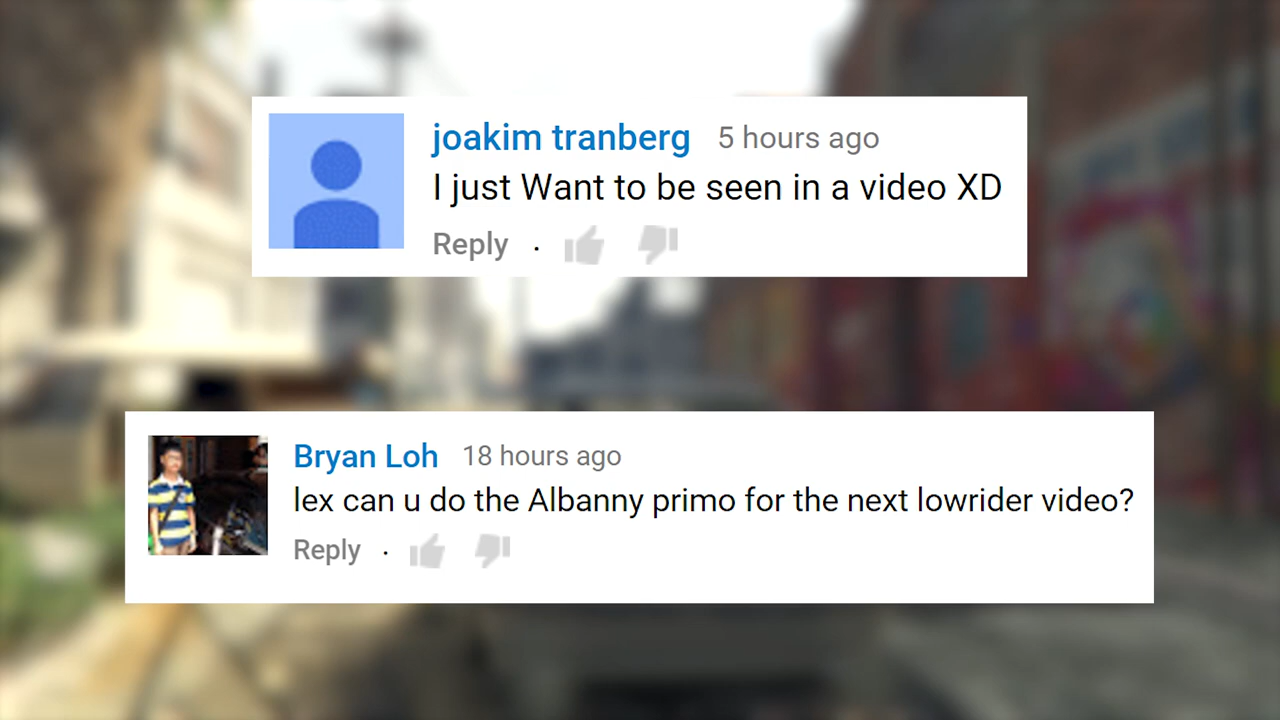 joakim tranberg 5 hours ago
I just Want to be seen in a video XD
Reply ·
Bryan Loh 18 hours ago
lex can u do the Albanny primo for the next lowrider video?
Reply ·